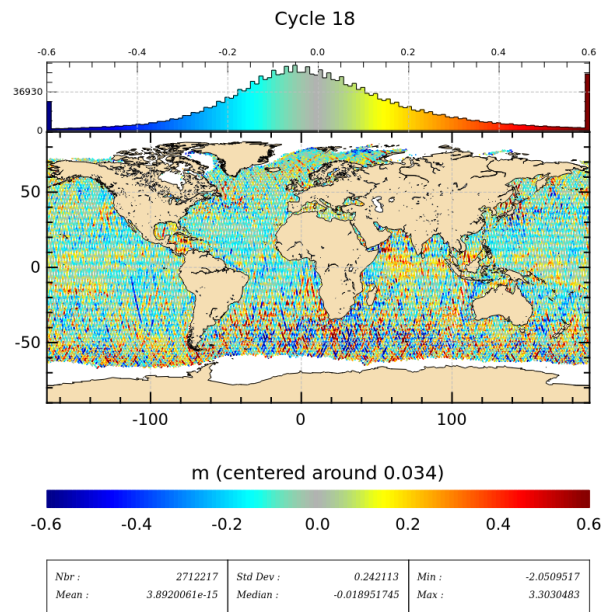 Cycle 18
-0.6 -0.4 -0.2 0.0 0.2 0.4 0.6
36930
0
50
0
-50
-100 0 100
m (centered around 0.034)
-0.6 -0.4 -0.2 0.0 0.2 0.4 0.6
Nbr : 2712217 Std Dev : 0.242113 Min : -2.0509517
Mean : 3.8920061e-15 Median : -0.018951745 Max : 3.3030483